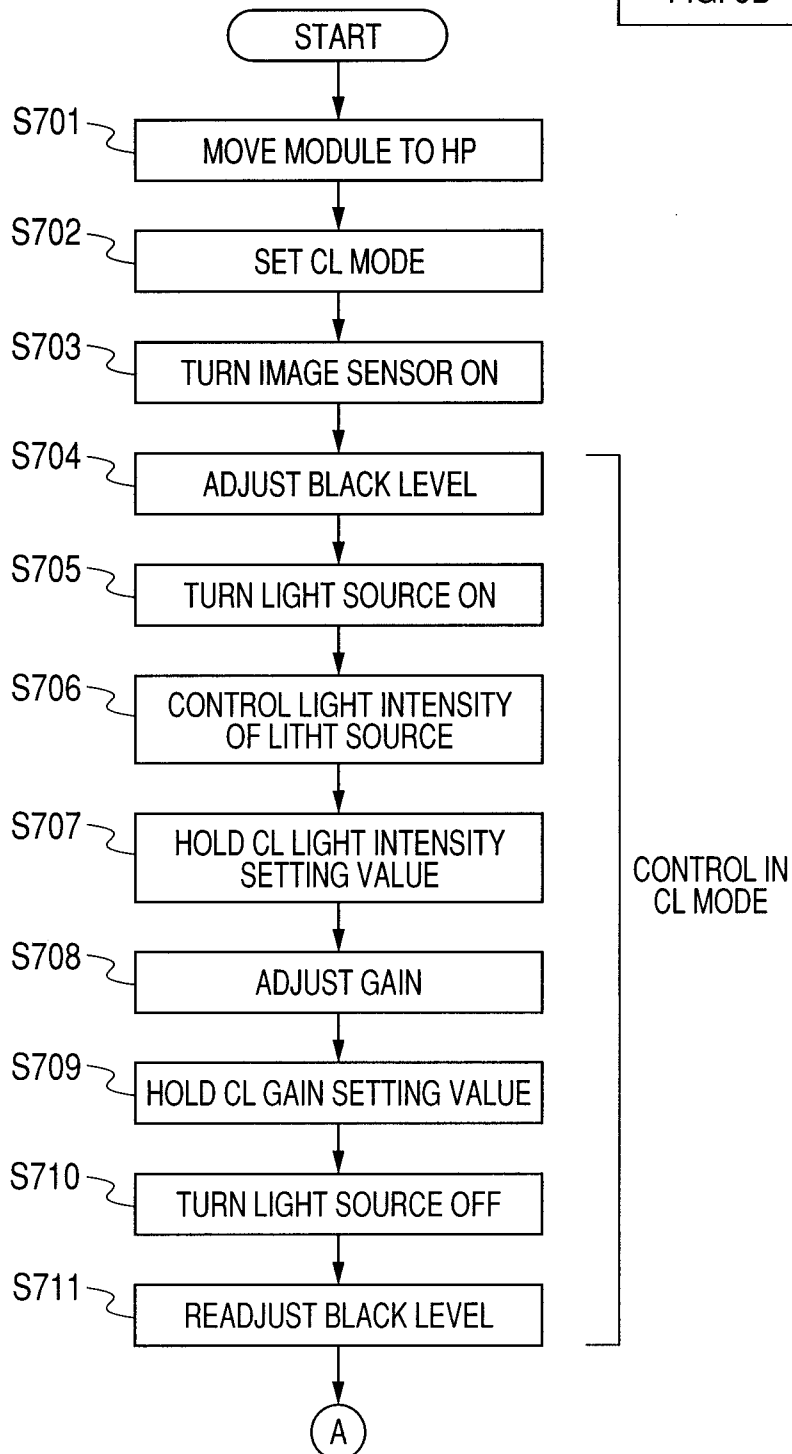 START
S701
MOVE MODULE TO HP
S702
SET CL MODE
S703
TURN IMAGE SENSOR ON
S704
ADJUST BLACK LEVEL
S705
TURN LIGHT SOURCE ON
S706
CONTROL LIGHT INTENSITY
OF LITHT SOURCE
S707
HOLD CL LIGHT INTENSITY
SETTING VALUE
CONTROL IN
CL MODE
S708
ADJUST GAIN
S709
HOLD CL GAIN SETTING VALUE
S710
TURN LIGHT SOURCE OFF
S711
READJUST BLACK LEVEL
A